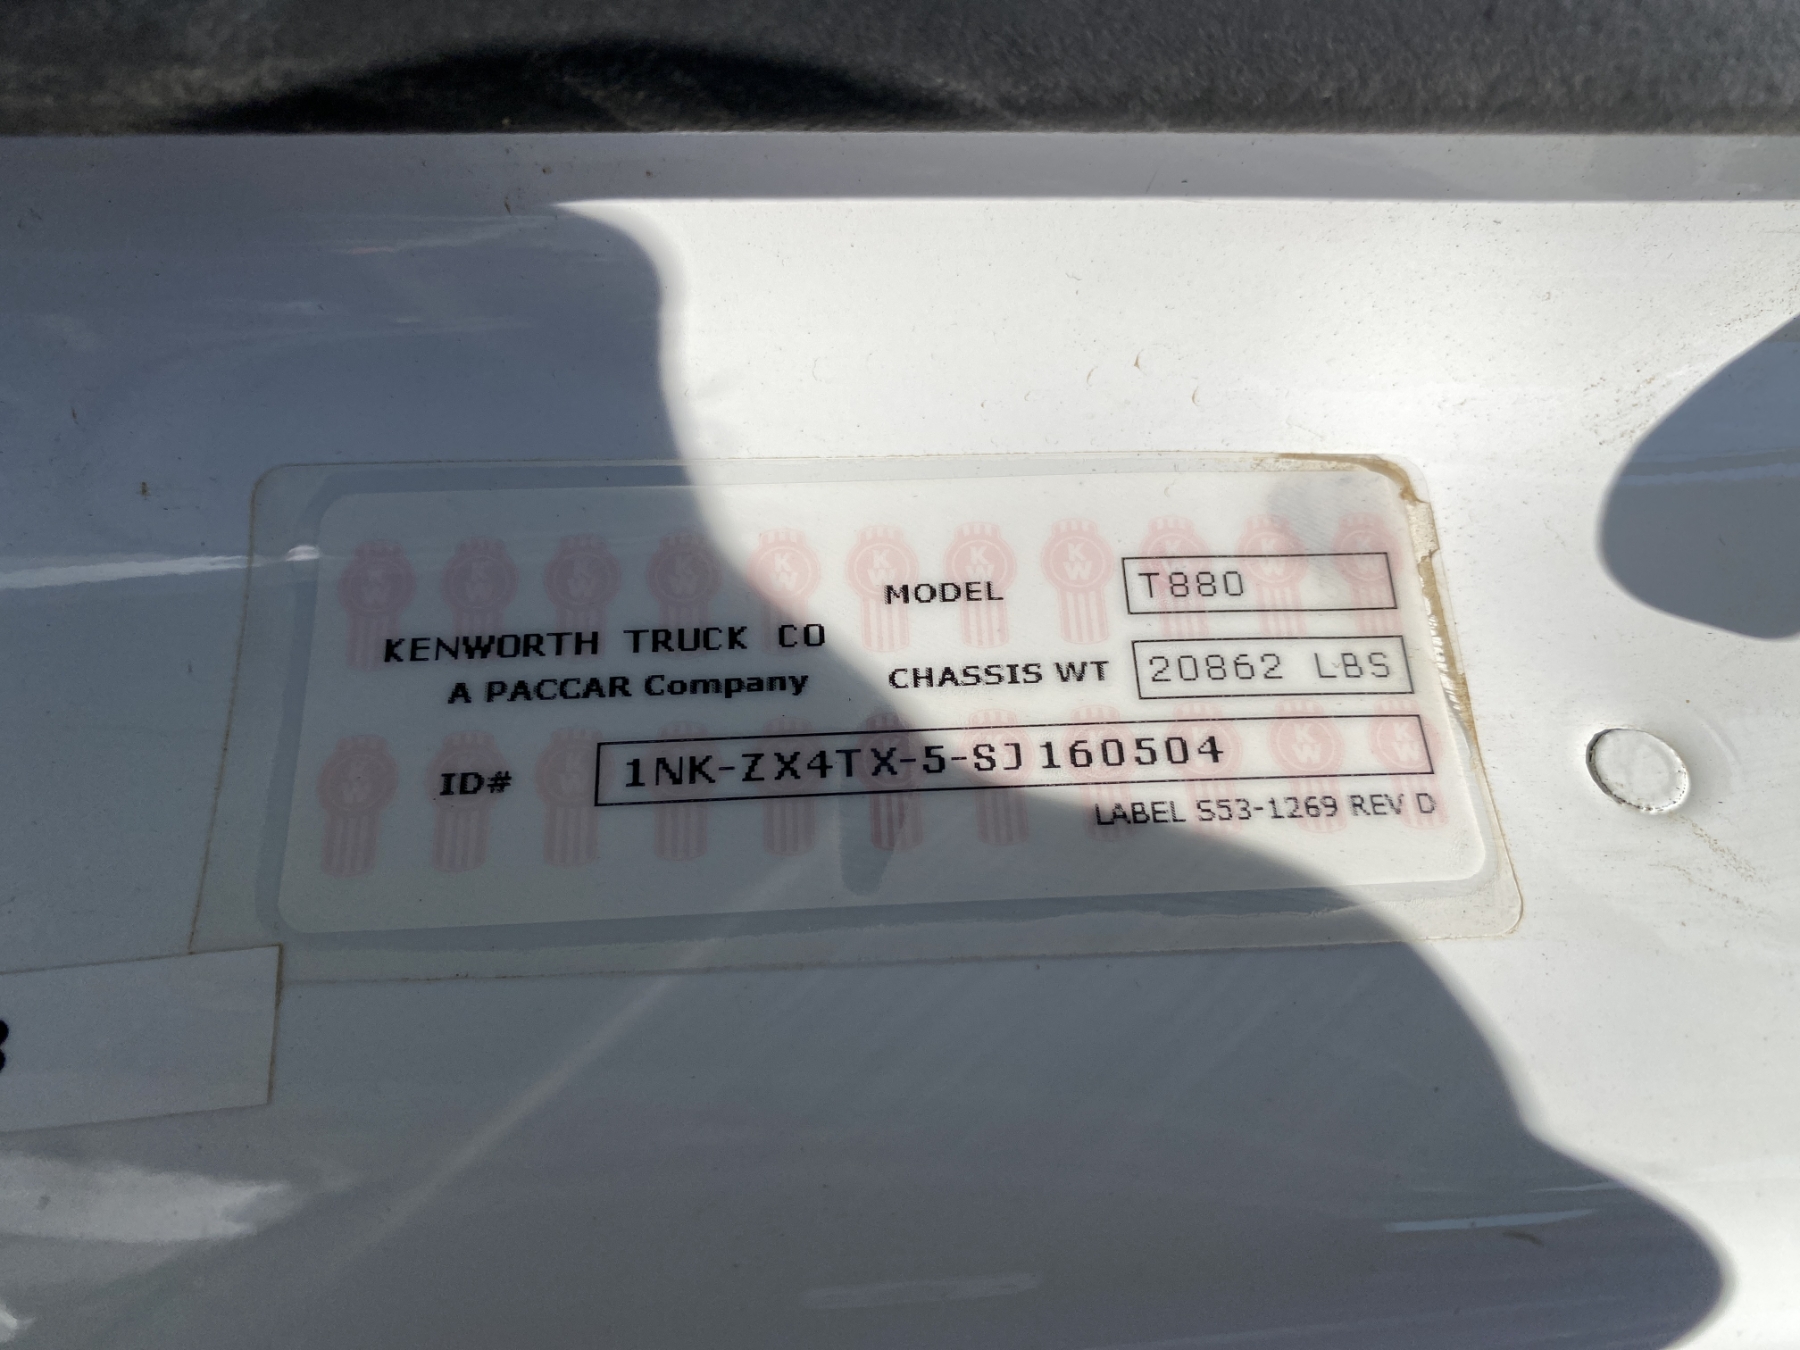 KENWORTH TRUCK CO
A PACCAR Company
MODEL T880
CHASSIS WT 20862 LBS
ID# 1NK-ZX4TX-5-SJ160504
LABEL S53-1269 REV D